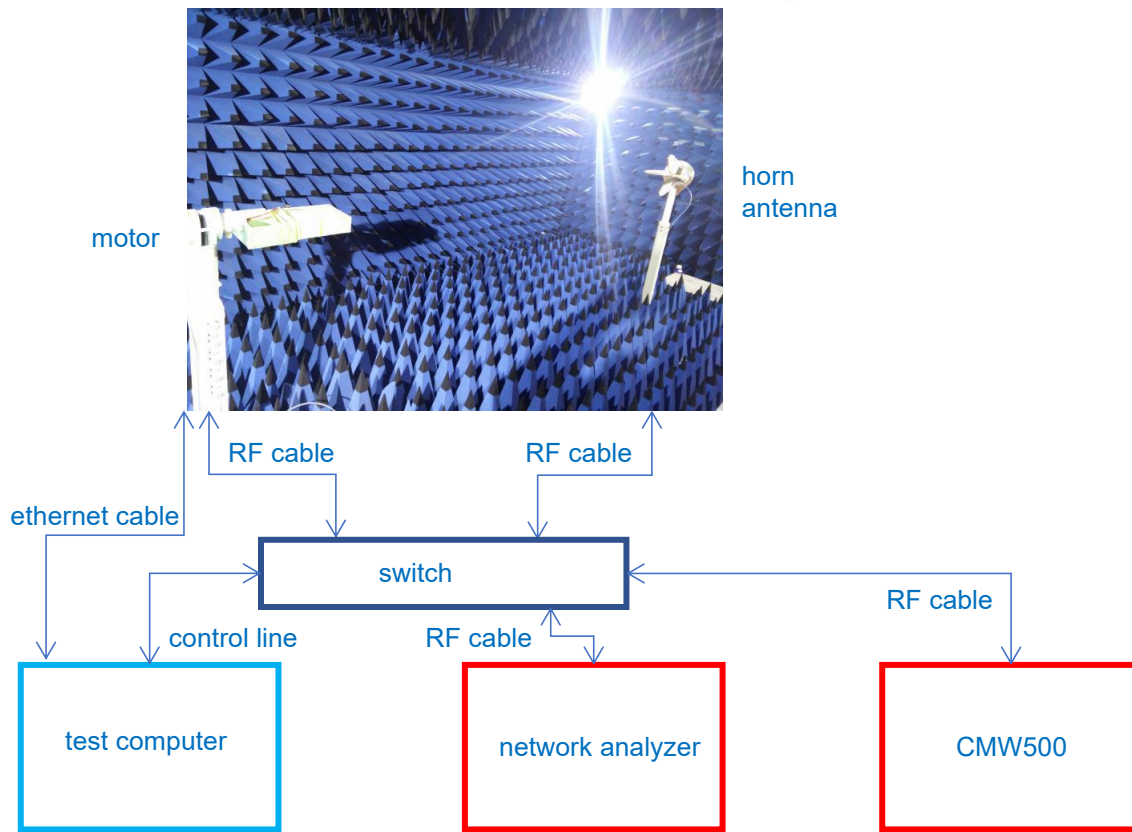 horn
antenna
motor
RF cable
RF cable
ethernet cable
switch
RF cable
control line
RF cable
test computer
network analyzer
CMW500